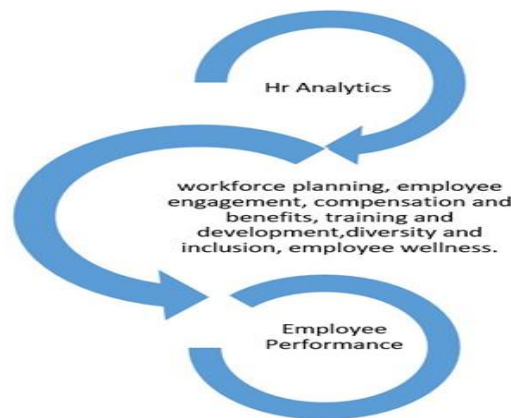 Hr Analytics
workforce planning, employee
engagement, compensation and
benefits, training and
development,diversity and
inclusion, employee wellness.
Employee
Performance